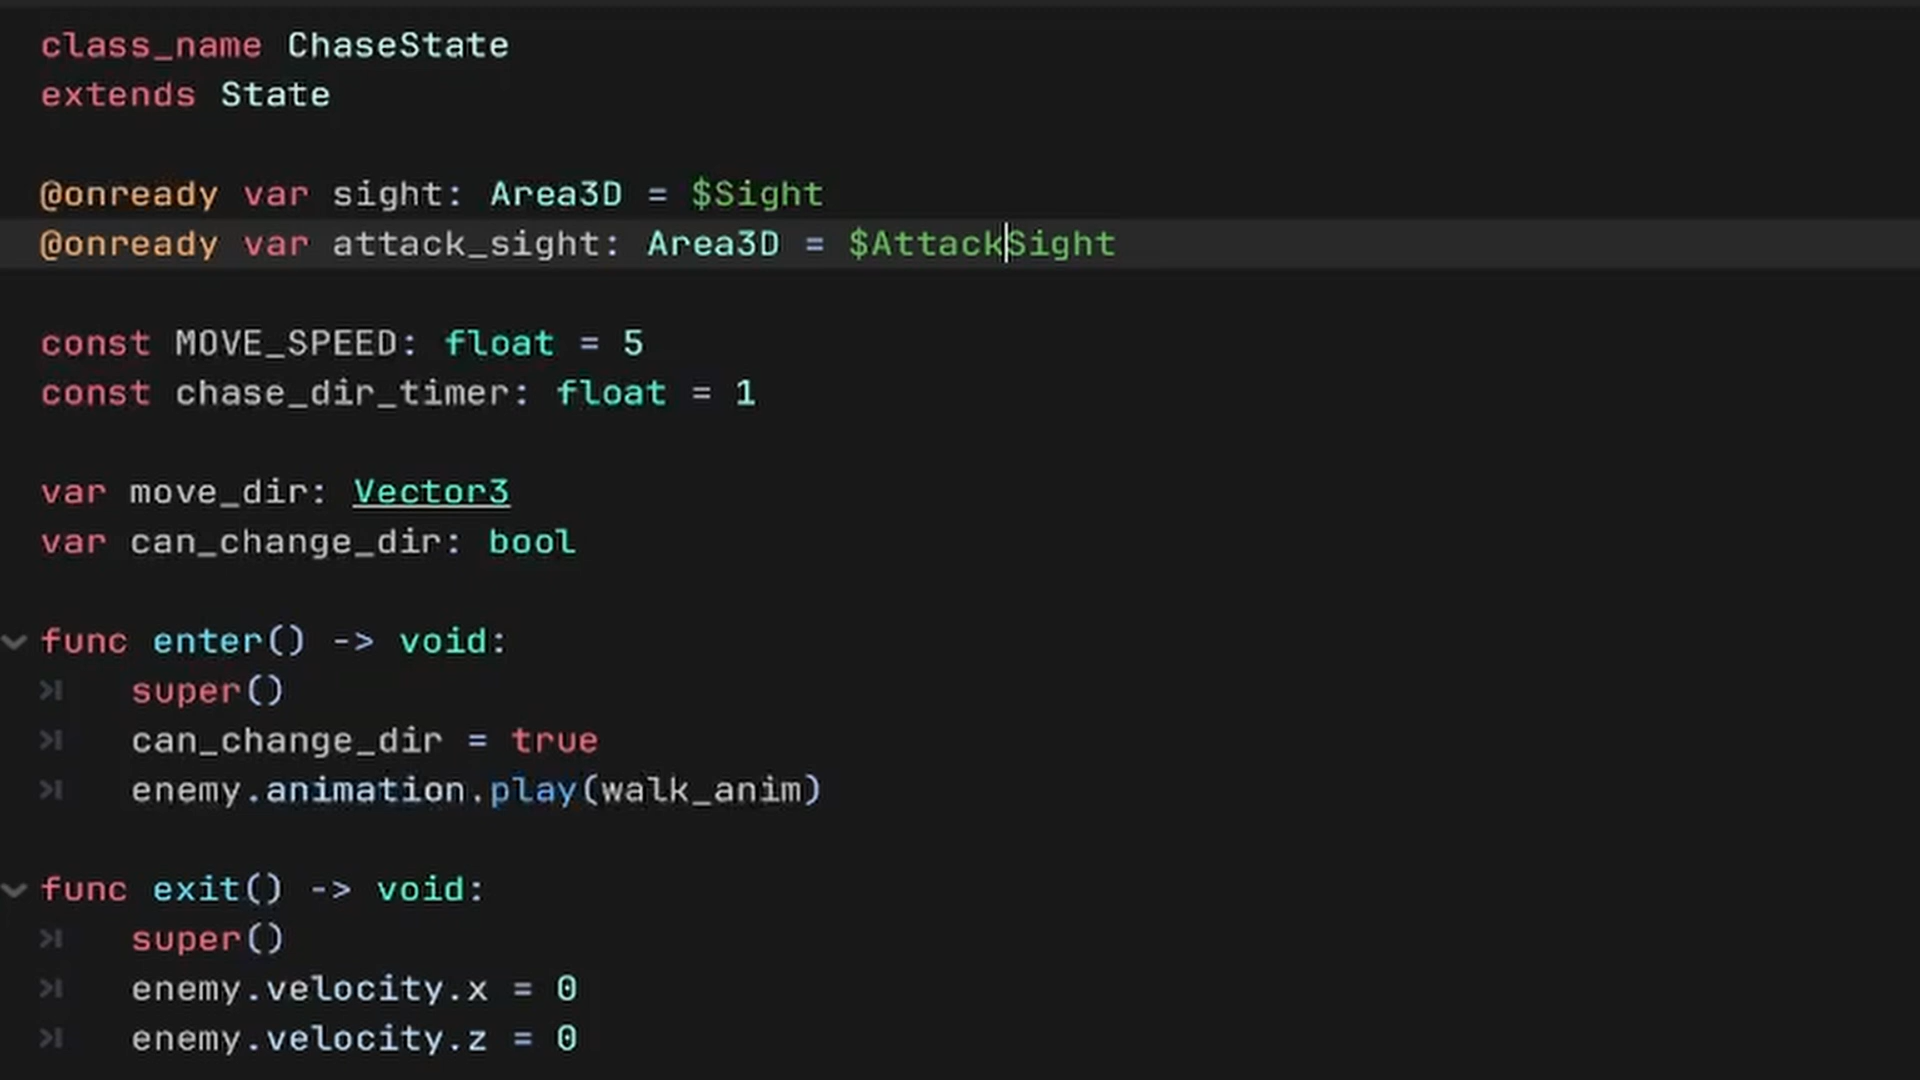 class_name ChaseState
extends State
@onready var sight: Area3D = $Sight
@onready var attack_sight: Area3D = $AttackSight
const MOVE_SPEED: float = 5
const chase_dir_timer: float = 1
var move_dir: Vector3
var can_change_dir: bool
func enter() -> void:
super()
can_change_dir = true
enemy.animation.play(walk_anim)
func exit() -> void:
super()
enemy.velocity.x = 0
enemy.velocity.z = 0